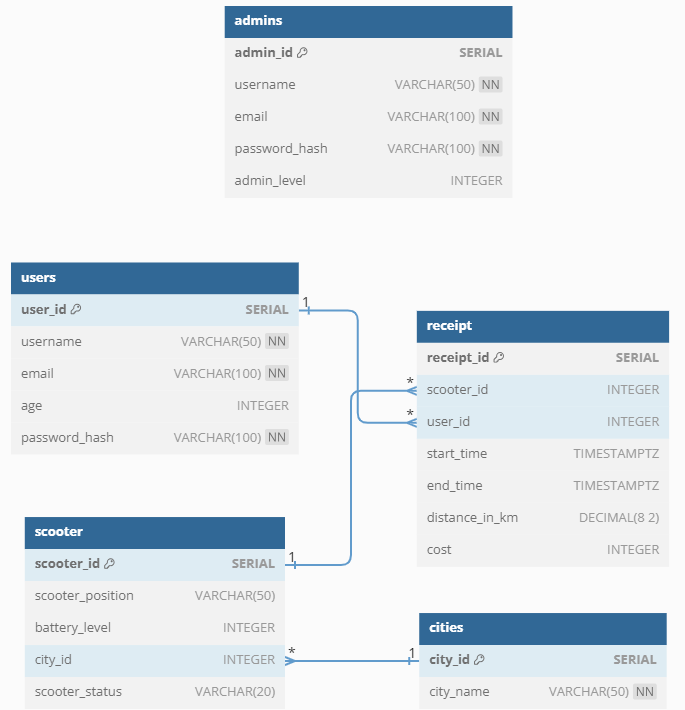 admins
admin_id SERIAL
username VARCHAR(50) NN
email VARCHAR(100) NN
password_hash VARCHAR(100) NN
admin_level INTEGER
users
user_id SERIAL 1
username VARCHAR(50) NN
email VARCHAR(100) NN
age INTEGER
password_hash VARCHAR(100) NN
receipt
receipt_id SERIAL
* scooter_id INTEGER
* user_id INTEGER
start_time TIMESTAMPTZ
end_time TIMESTAMPTZ
distance_in_km DECIMAL(8 2)
cost INTEGER
scooter
scooter_id SERIAL 1
scooter_position VARCHAR(50)
battery_level INTEGER
city_id INTEGER *
scooter_status VARCHAR(20)
cities
1 city_id SERIAL
city_name VARCHAR(50) NN